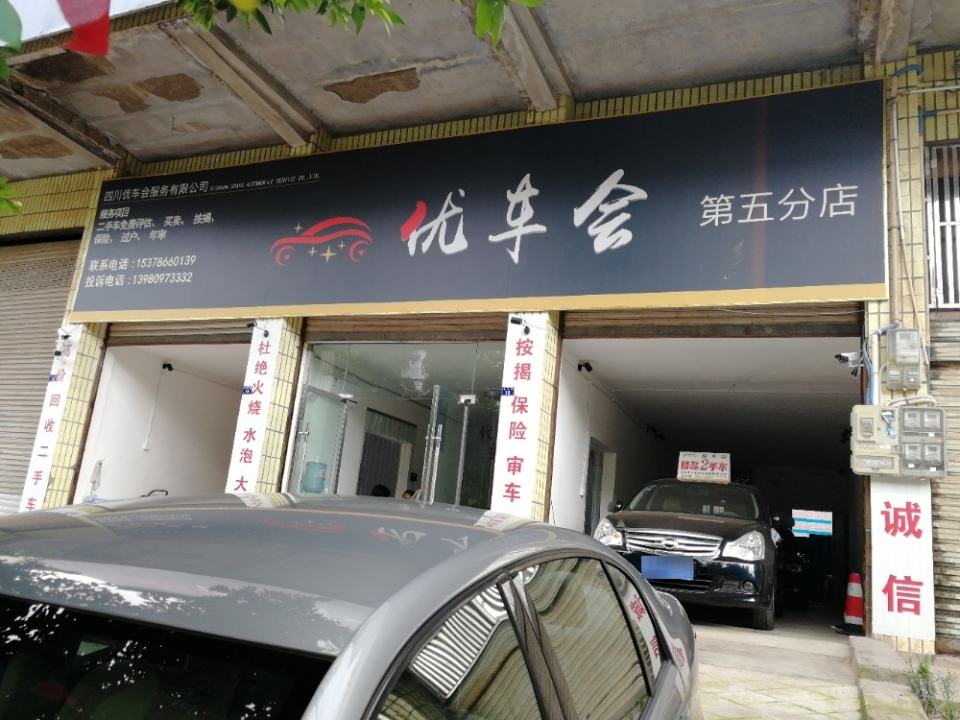 四川优车会服务有限公司
服务项目
二手车免费评估、买卖、按揭、
保险、过户、年审
联系电话：15378660139
投诉电话：13980973332
优车会
第五分店
高价回收二手车
杜绝火烧水泡大
按揭保险审车
诚信
精品2手车